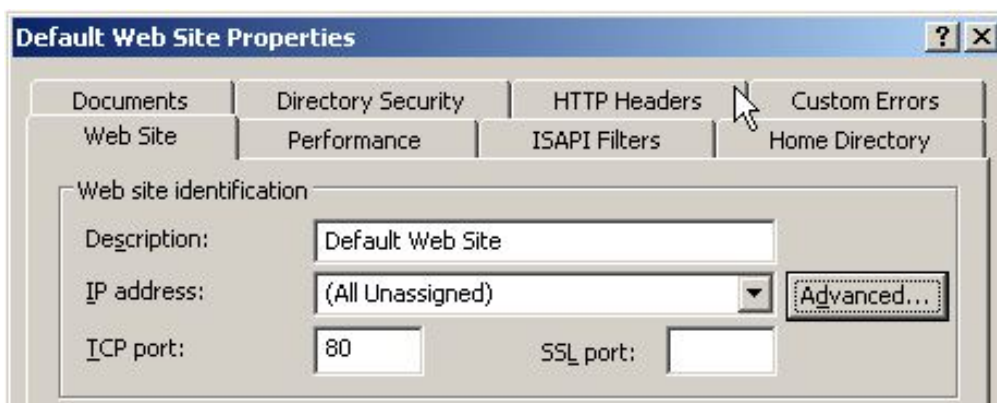 Default Web Site Properties ? X
Documents Directory Security HTTP Headers Custom Errors
Web Site Performance ISAPI Filters Home Directory
Web site identification
Description: Default Web Site
IP address: (All Unassigned) Advanced...
TCP port: 80 SSL port: